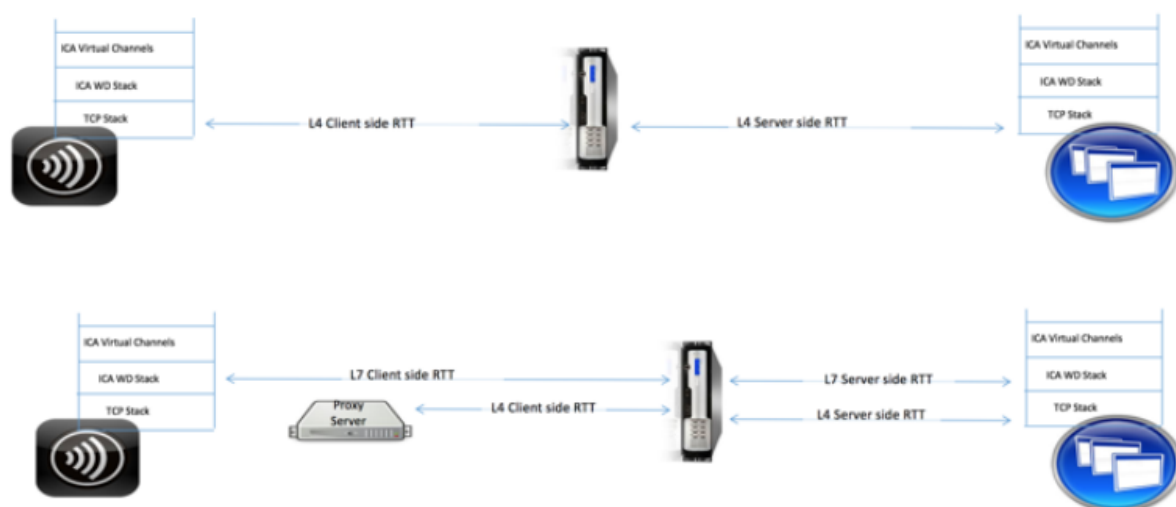 ICA Virtual Channels
ICA WD Stack
TCP Stack
L4 Client side RTT
L4 Server side RTT
ICA Virtual Channels
ICA WD Stack
TCP Stack
ICA Virtual Channels
ICA WD Stack
TCP Stack
L7 Client side RTT
Proxy
Server
L4 Client side RTT
L7 Server side RTT
L4 Server side RTT
ICA Virtual Channels
ICA WD Stack
TCP Stack